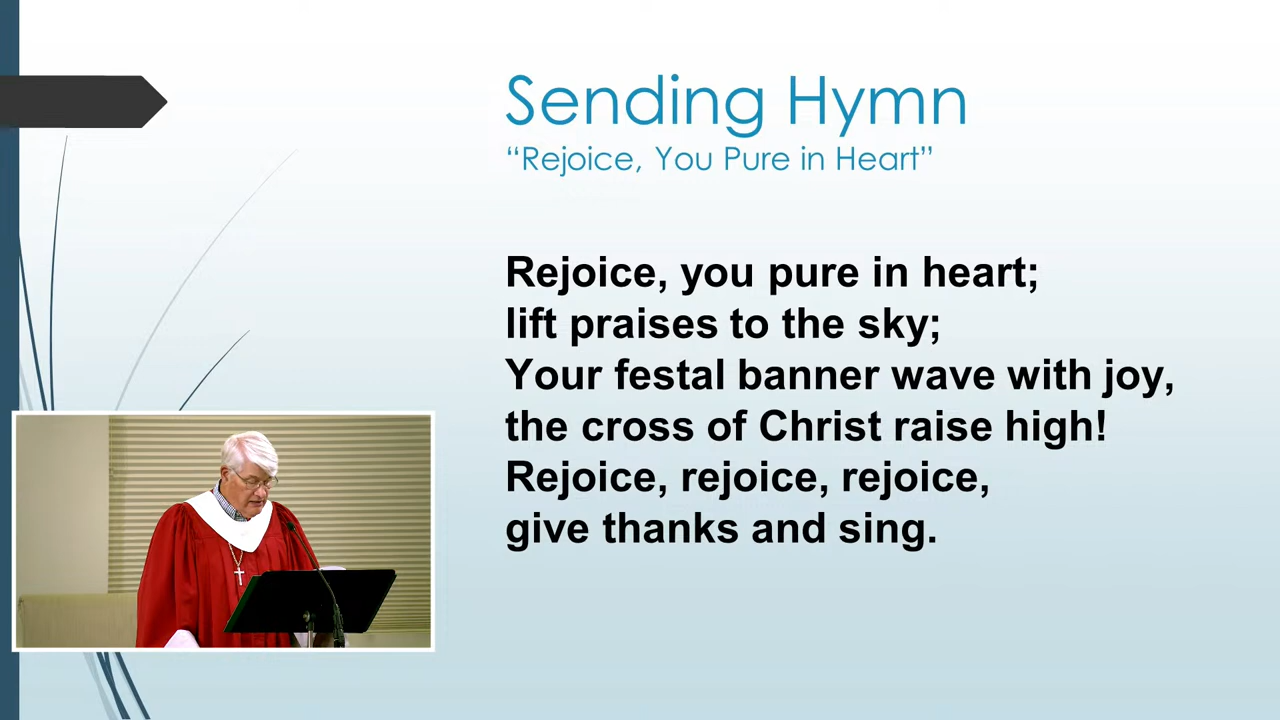 Sending Hymn
“Rejoice, You Pure in Heart”
Rejoice, you pure in heart;
lift praises to the sky;
Your festal banner wave with joy,
the cross of Christ raise high!
Rejoice, rejoice, rejoice,
give thanks and sing.